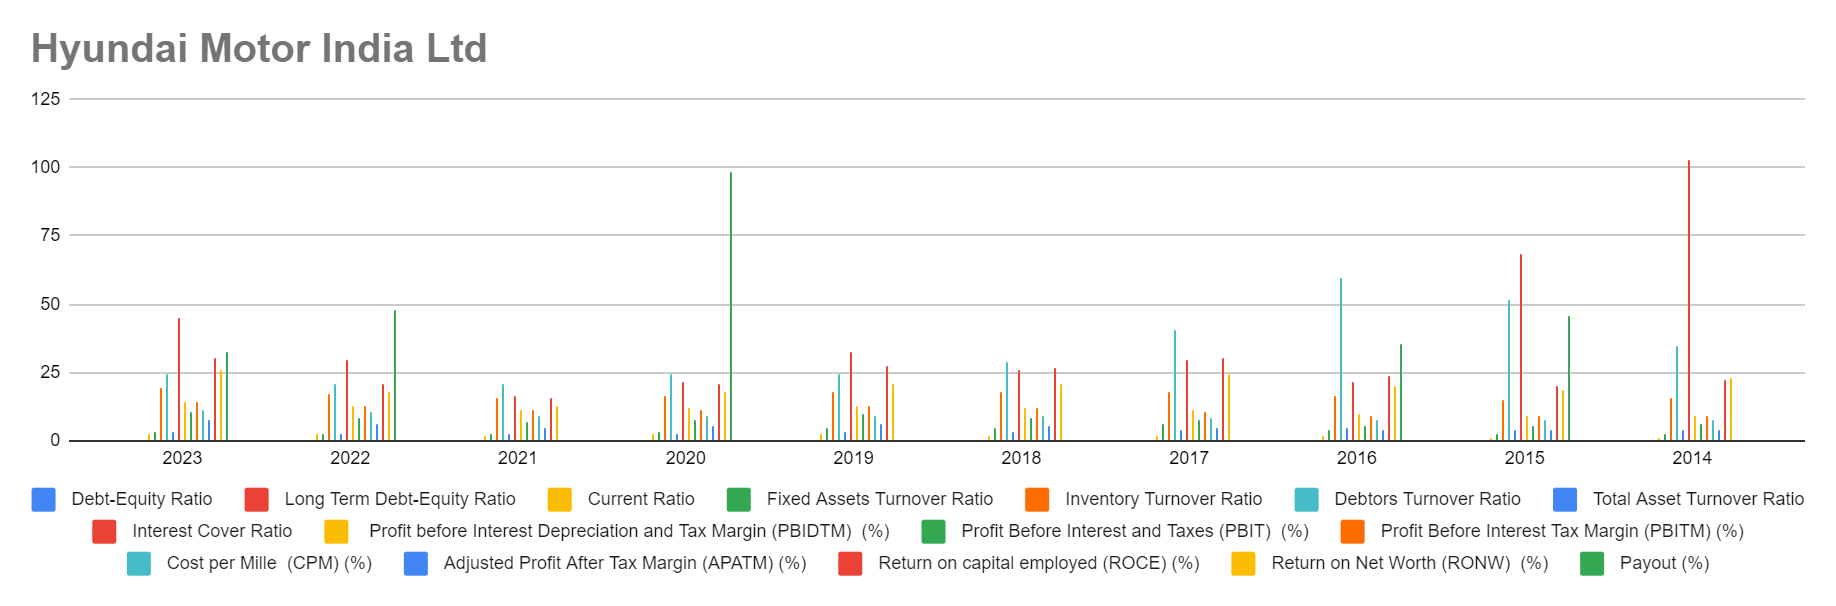 Hyundai Motor India Ltd
125
100
75
50
25
0
2023 2022 2021 2020 2019 2018 2017 2016 2015 2014
Debt-Equity Ratio Long Term Debt-Equity Ratio Current Ratio Fixed Assets Turnover Ratio Inventory Turnover Ratio Debtors Turnover Ratio Total Asset Turnover Ratio
Interest Cover Ratio Profit before Interest Depreciation and Tax Margin (PBIDTM) (%) Profit Before Interest and Taxes (PBIT) (%) Profit Before Interest Tax Margin (PBITM) (%)
Cost per Mille (CPM) (%) Adjusted Profit After Tax Margin (APATM) (%) Return on capital employed (ROCE) (%) Return on Net Worth (RONW) (%) Payout (%)